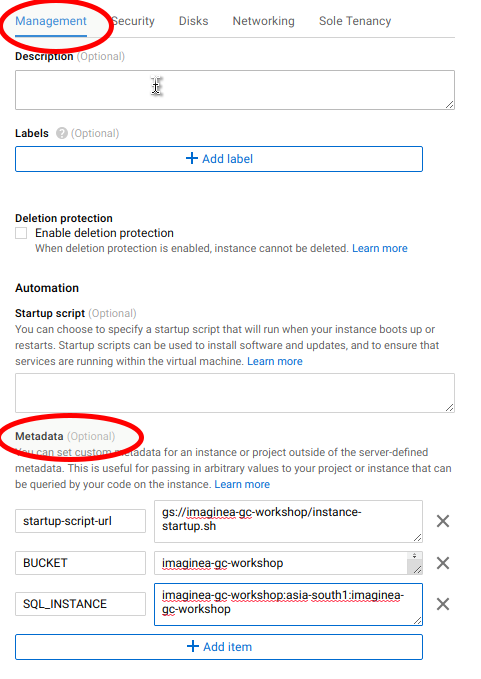 Management Security Disks Networking Sole Tenancy
Description (Optional)
Labels ? (Optional)
+ Add label
Deletion protection
Enable deletion protection
When deletion protection is enabled, instance cannot be deleted. Learn more
Automation
Startup script (Optional)
You can choose to specify a startup script that will run when your instance boots up or
restarts. Startup scripts can be used to install software and updates, and to ensure that
services are running within the virtual machine. Learn more
Metadata (Optional)
You can set custom metadata for an instance or project outside of the server-defined
metadata. This is useful for passing in arbitrary values to your project or instance that can
be queried by your code on the instance. Learn more
startup-script-url
gs://imaginea-gc-workshop/instance-
startup.sh
BUCKET
imaginea-gc-workshop
SQL_INSTANCE
imaginea-gc-workshop:asia-south1:imaginea-
gc-workshop
+ Add item